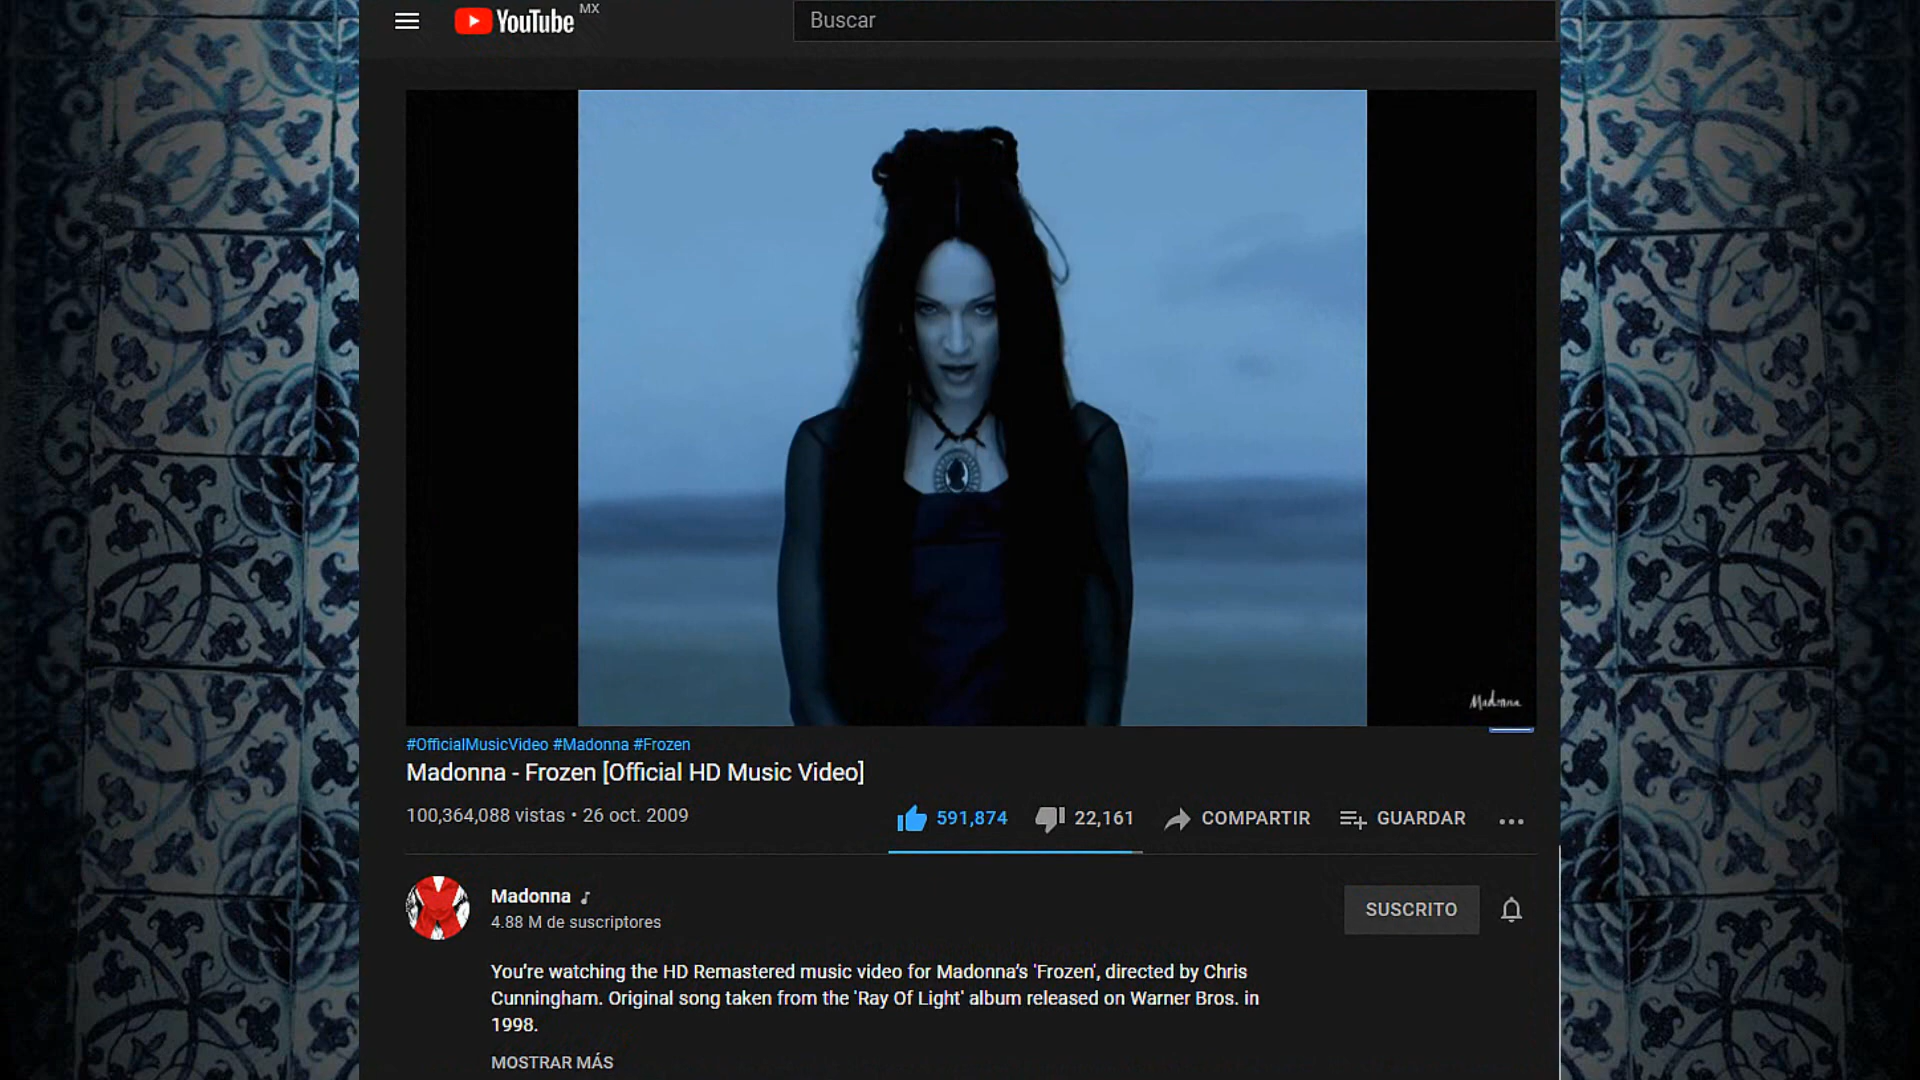 YouTube MX
Buscar
Madonna
#OfficialMusicVideo #Madonna #Frozen
Madonna - Frozen [Official HD Music Video]
100,364,088 vistas • 26 oct. 2009
591,874 22,161 COMPARTIR GUARDAR
Madonna
4.88 M de suscriptores
SUSCRITO
You're watching the HD Remastered music video for Madonna's 'Frozen', directed by Chris
Cunningham. Original song taken from the 'Ray Of Light' album released on Warner Bros. in
1998.
MOSTRAR MÁS